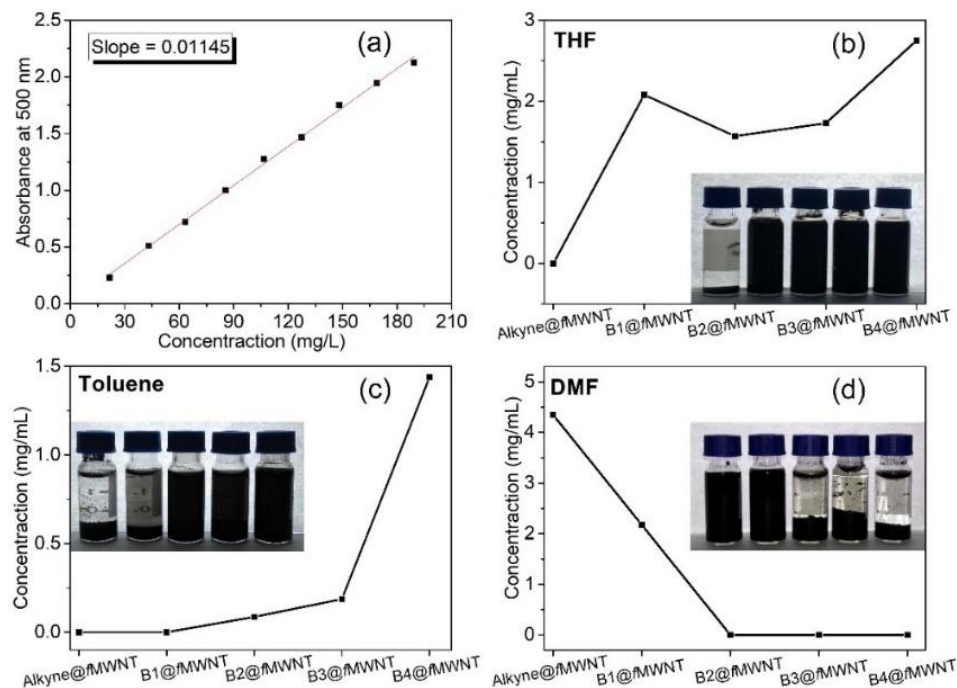 Slope = 0.01145
(a)
Absorbance at 500 nm
2.5
2.0
1.5
1.0
0.5
0.0
0 30 60 90 120 150 180 210
Concentraction (mg/L)
THF
(b)
Concentraction (mg/mL)
3
2
1
0
Alkyne@fMWNT B1@fMWNT B2@fMWNT B3@fMWNT B4@fMWNT
Toluene
(c)
Concentraction (mg/mL)
1.5
1.0
0.5
0.0
Alkyne@fMWNT B1@fMWNT B2@fMWNT B3@fMWNT B4@fMWNT
DMF
(d)
Concentraction (mg/mL)
5
4
3
2
1
0
Alkyne@fMWNT B1@fMWNT B2@fMWNT B3@fMWNT B4@fMWNT